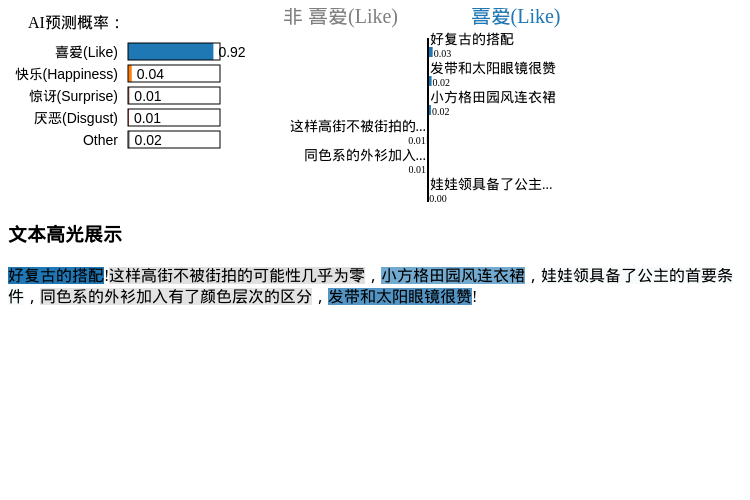 AI预测概率：
喜爱(Like) 0.92
快乐(Happiness) 0.04
惊讶(Surprise) 0.01
厌恶(Disgust) 0.01
Other 0.02
非 喜爱(Like) 喜爱(Like)
好复古的搭配
0.03
发带和太阳眼镜很赞
0.02
小方格田园风连衣裙
0.02
这样高街不被街拍的...
0.01
同色系的外衫加入...
0.01
娃娃领具备了公主...
0.00
文本高光展示
好复古的搭配!这样高街不被街拍的可能性几乎为零，小方格田园风连衣裙，娃娃领具备了公主的首要条
件，同色系的外衫加入有了颜色层次的区分，发带和太阳眼镜很赞!